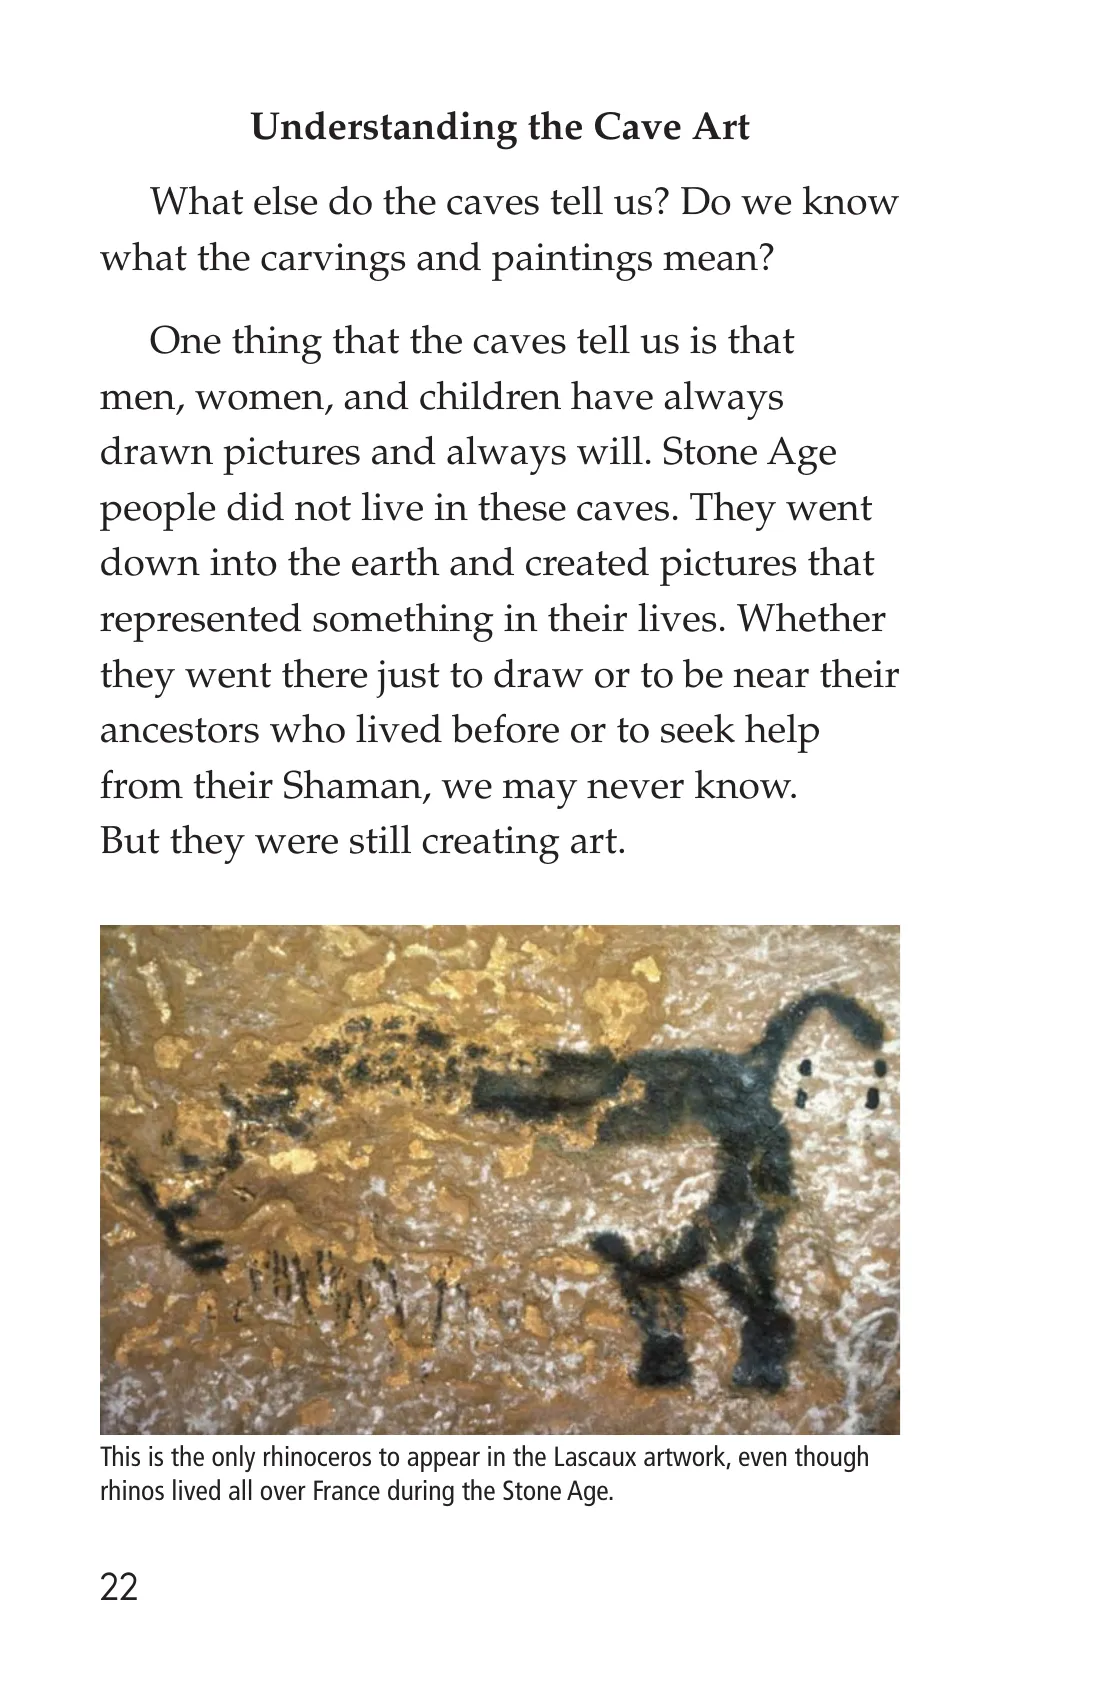 Understanding the Cave Art
What else do the caves tell us? Do we know
what the carvings and paintings mean?
One thing that the caves tell us is that
men, women, and children have always
drawn pictures and always will. Stone Age
people did not live in these caves. They went
down into the earth and created pictures that
represented something in their lives. Whether
they went there just to draw or to be near their
ancestors who lived before or to seek help
from their Shaman, we may never know.
But they were still creating art.
This is the only rhinoceros to appear in the Lascaux artwork, even though
rhinos lived all over France during the Stone Age.
22